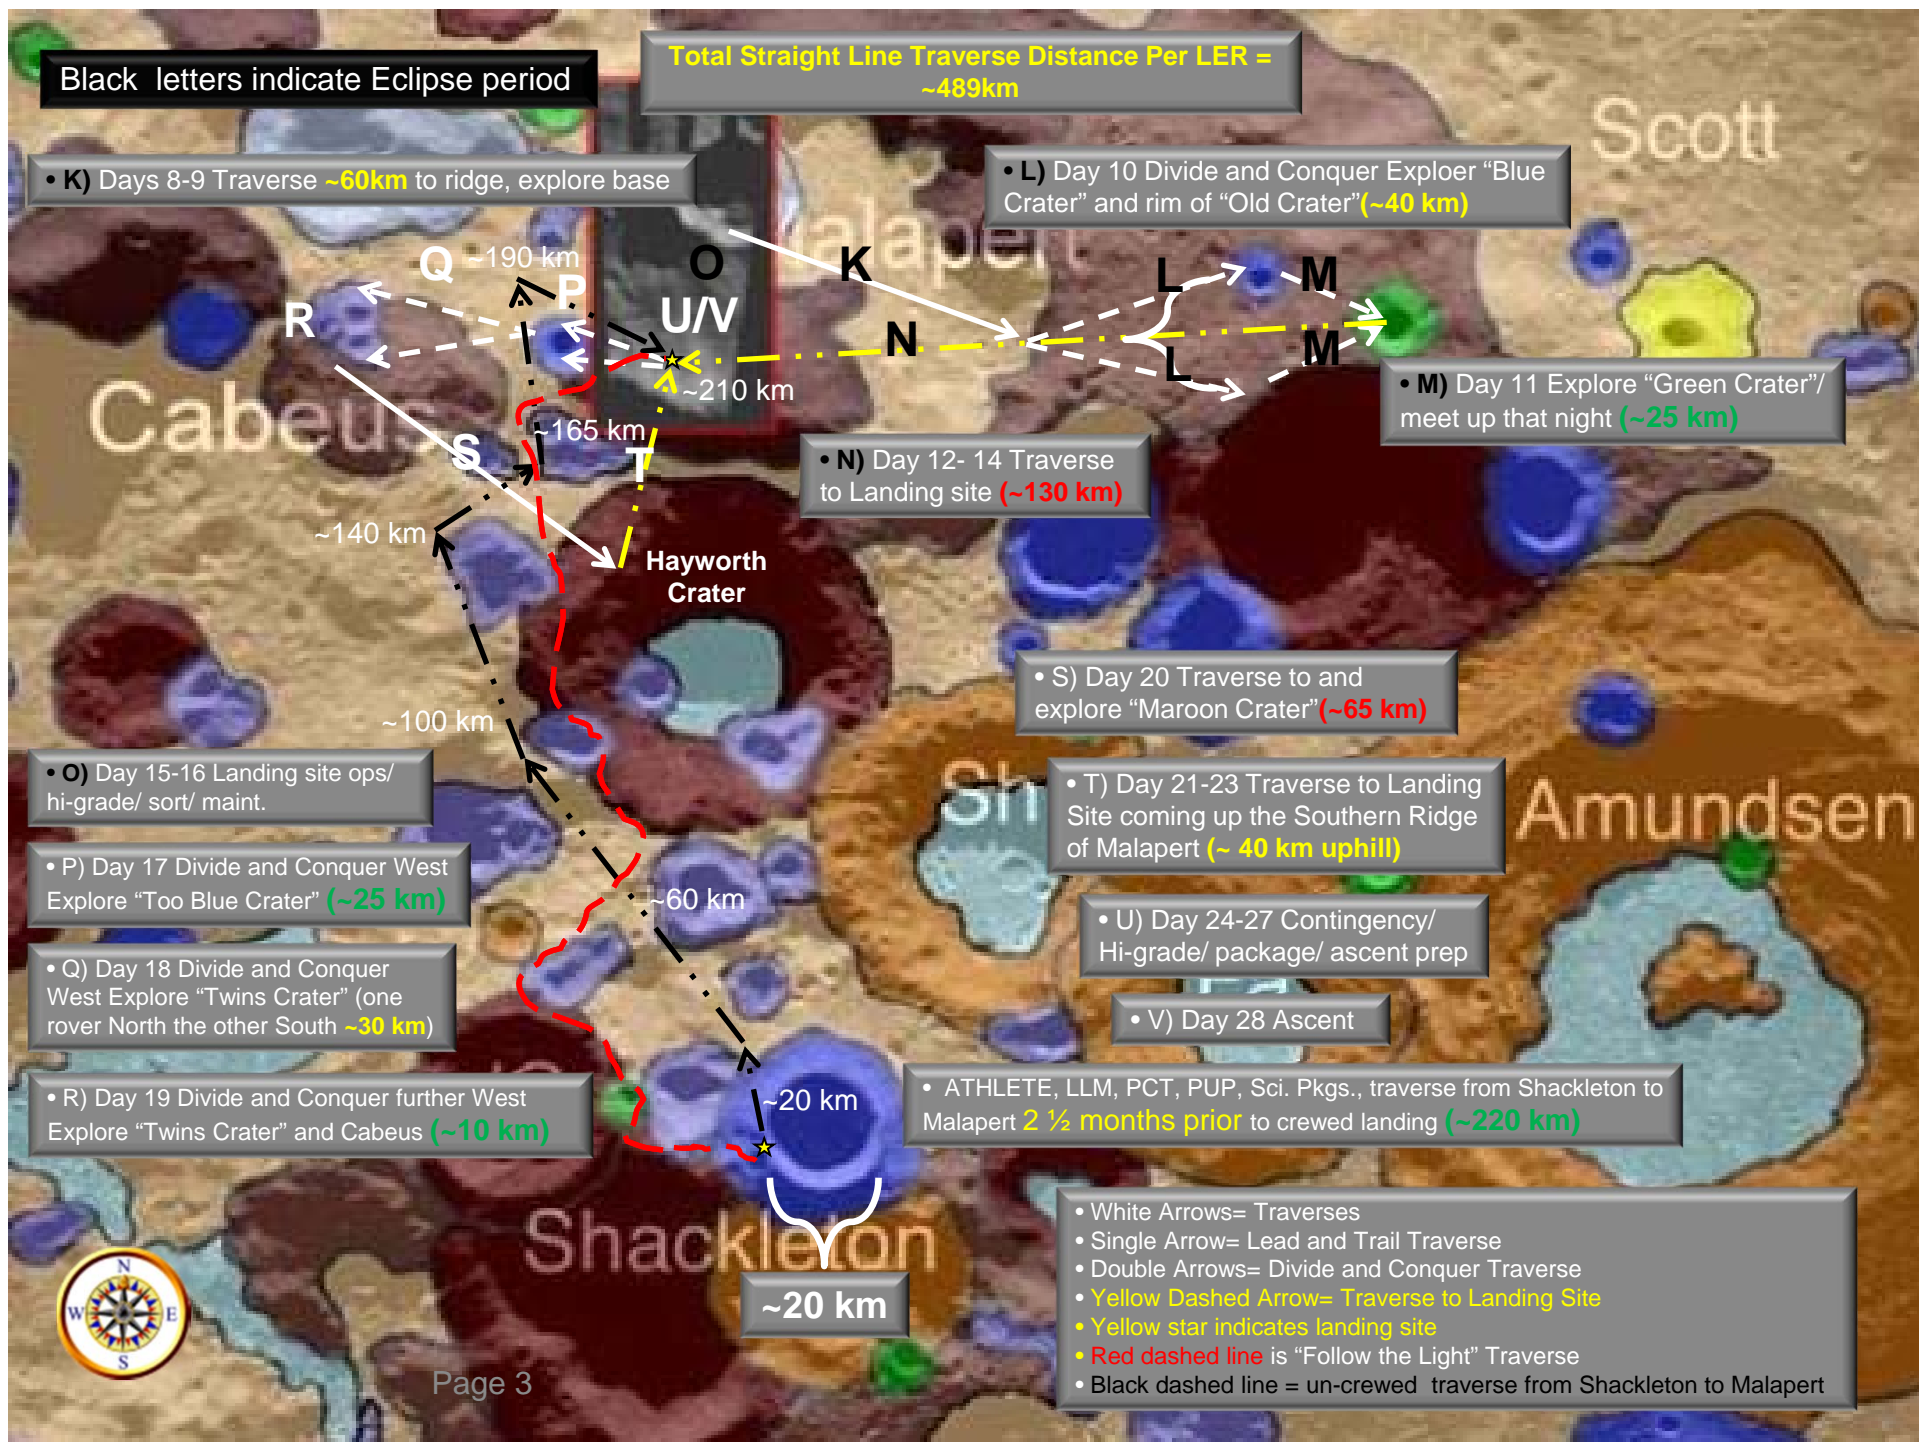 Black letters indicate Eclipse period
Total Straight Line Traverse Distance Per LER =
~489km
Scott
• K) Days 8-9 Traverse ~60km to ridge, explore base
• L) Day 10 Divide and Conquer Exploer “Blue
Crater” and rim of “Old Crater”(~40 km)
alapert
Q
~190 km
P
O
K
L
M
R
U/V
N
L
M
~210 km
Cabeus
S
~165 km
T
• M) Day 11 Explore “Green Crater”/
meet up that night (~25 km)
• N) Day 12- 14 Traverse
to Landing site (~130 km)
~140 km
Hayworth
Crater
• S) Day 20 Traverse to and
explore “Maroon Crater”(~65 km)
~100 km
• O) Day 15-16 Landing site ops/
hi-grade/ sort/ maint.
Sh
• T) Day 21-23 Traverse to Landing
Site coming up the Southern Ridge
of Malapert (~ 40 km uphill)
Amundsen
• P) Day 17 Divide and Conquer West
Explore “Too Blue Crater” (~25 km)
~60 km
• U) Day 24-27 Contingency/
Hi-grade/ package/ ascent prep
• Q) Day 18 Divide and Conquer
West Explore “Twins Crater” (one
rover North the other South ~30 km)
• V) Day 28 Ascent
• R) Day 19 Divide and Conquer further West
Explore “Twins Crater” and Cabeus (~10 km)
~20 km
• ATHLETE, LLM, PCT, PUP, Sci. Pkgs., traverse from Shackleton to
Malapert 2 ½ months prior to crewed landing (~220 km)
Shackleton
~20 km
N
W
E
S
• White Arrows= Traverses
• Single Arrow= Lead and Trail Traverse
• Double Arrows= Divide and Conquer Traverse
• Yellow Dashed Arrow= Traverse to Landing Site
• Yellow star indicates landing site
• Red dashed line is “Follow the Light” Traverse
• Black dashed line = un-crewed traverse from Shackleton to Malapert
Page 3